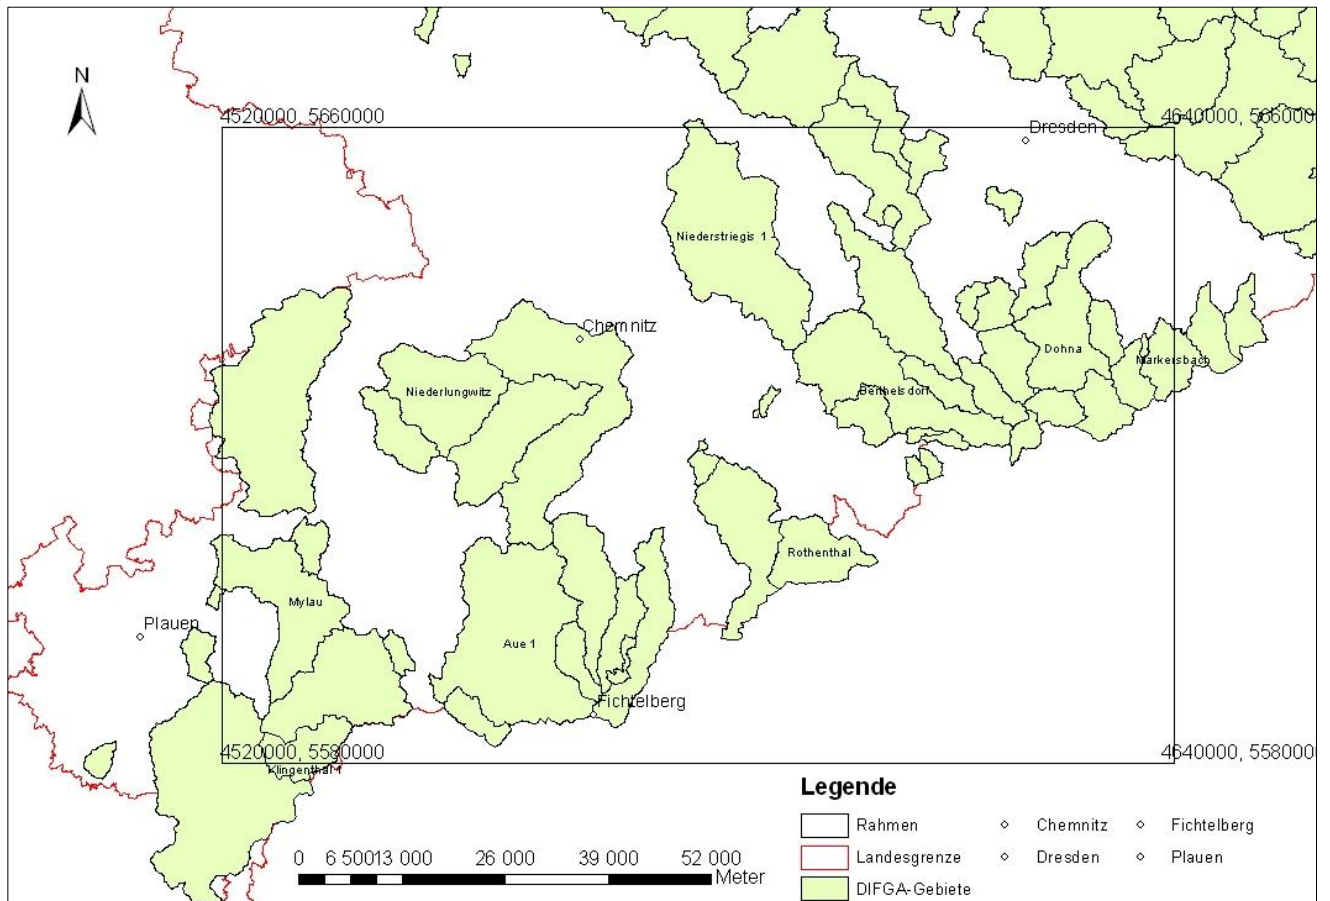 N
4520000, 5660000
4640000, 5660000
Dresden
Niederstriegis 1
Chemnitz
Dohna
Markersbach
Niederlungwitz
Berthelsdorf
Rothenthal
Mylau
Plauen
Aue 1
Fichtelberg
4520000, 5580000
4640000, 5580000
Klingenthal 1
Legende
Rahmen
Chemnitz
Fichtelberg
Landesgrenze
Dresden
Plauen
DIFGA-Gebiete
0 6 500 13 000 26 000 39 000 52 000
Meter